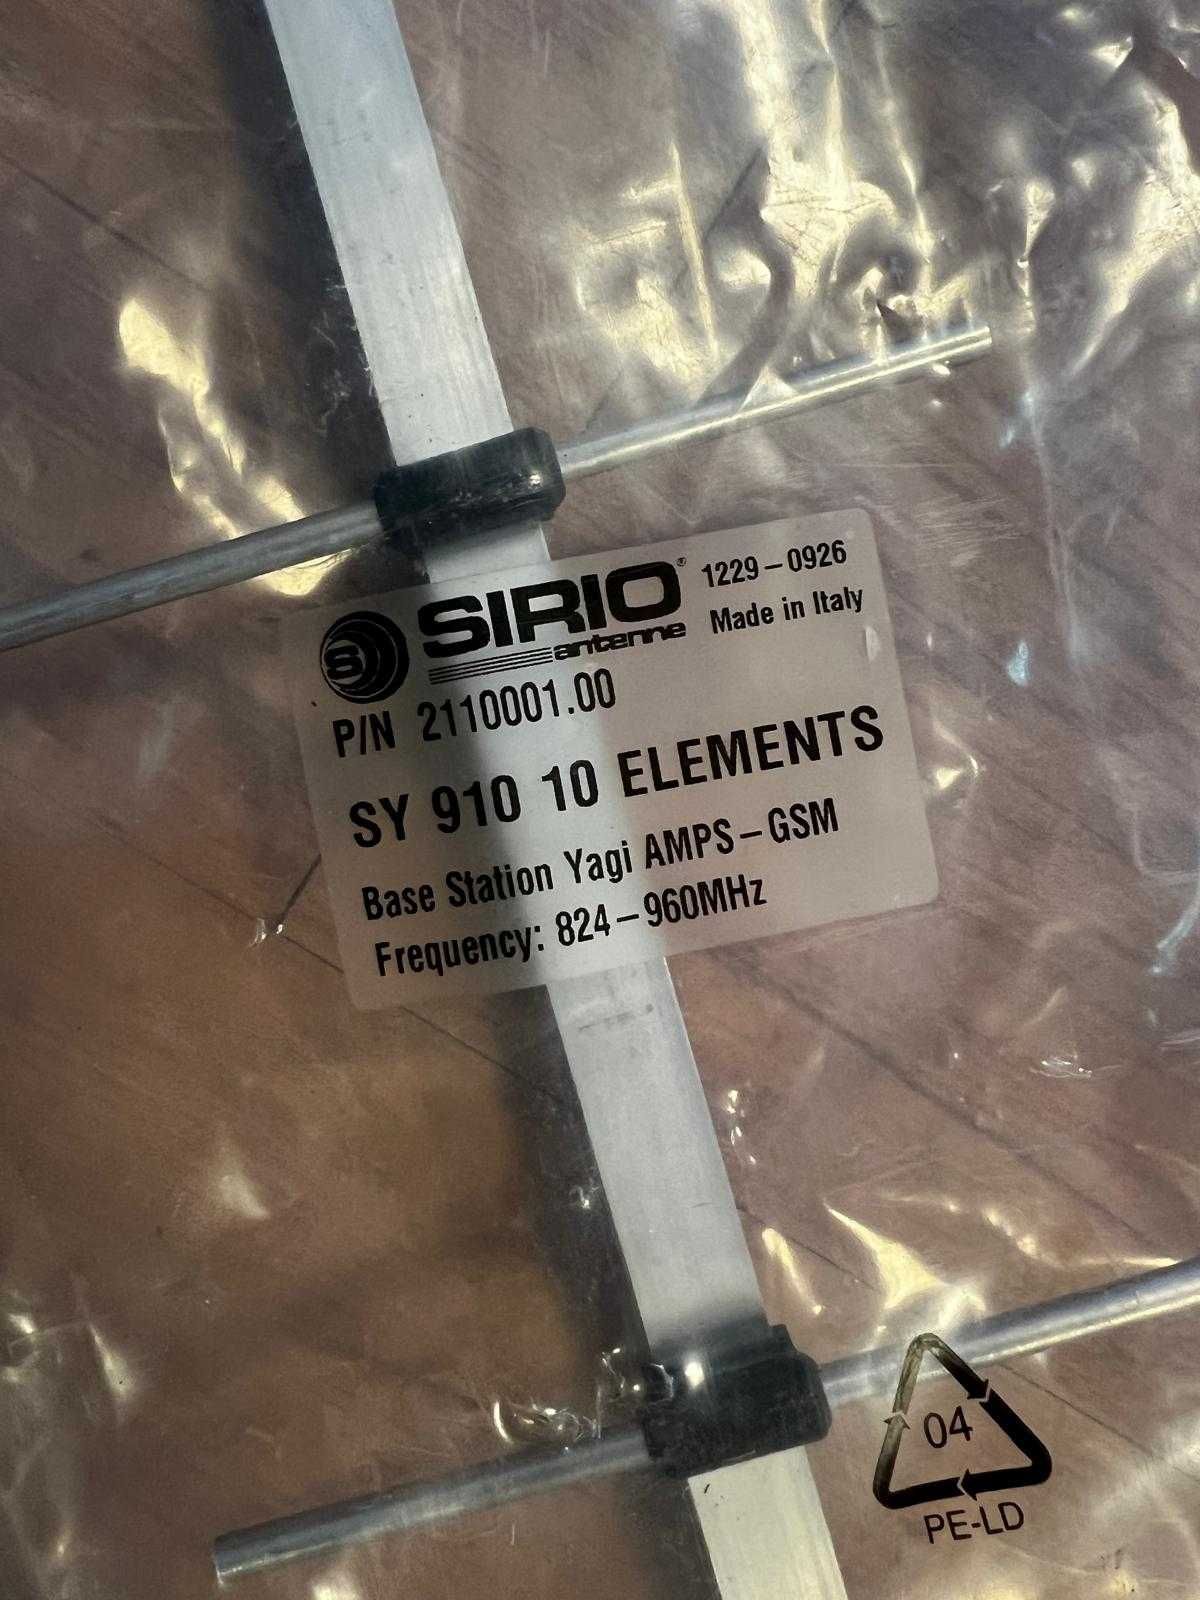 S SIRIO® 1229-0926
antenne Made in Italy
P/N 2110001.00
SY 910 10 ELEMENTS
Base Station Yagi AMPS-GSM
Frequency: 824-960MHz
04
PE-LD